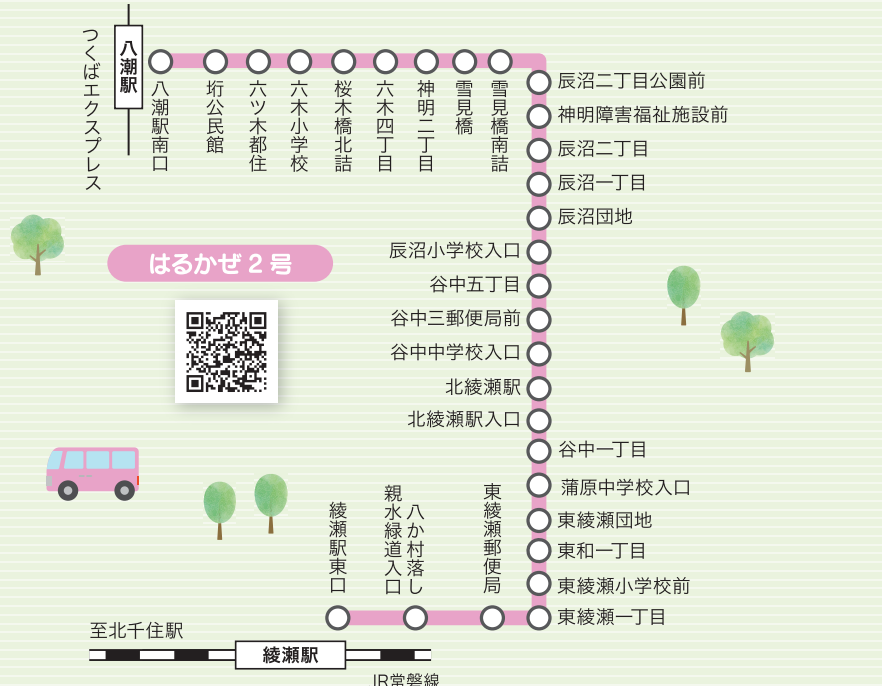 つくばエクスプレス
八潮駅
八潮駅南口
垳公民館
六ツ木都住
六木小学校
桜木橋北詰
六木四丁目
神明二丁目
雪見橋
雪見橋南詰
辰沼二丁目公園前
神明障害福祉施設前
辰沼二丁目
辰沼一丁目
辰沼団地
辰沼小学校入口
はるかぜ2号
谷中五丁目
谷中三郵便局前
谷中中学校入口
北綾瀬駅
北綾瀬駅入口
谷中一丁目
蒲原中学校入口
東綾瀬団地
東和一丁目
東綾瀬小学校前
東綾瀬一丁目
東綾瀬郵便局
八か村落し
親水緑道入口
綾瀬駅東口
至北千住駅
綾瀬駅
JR常磐線